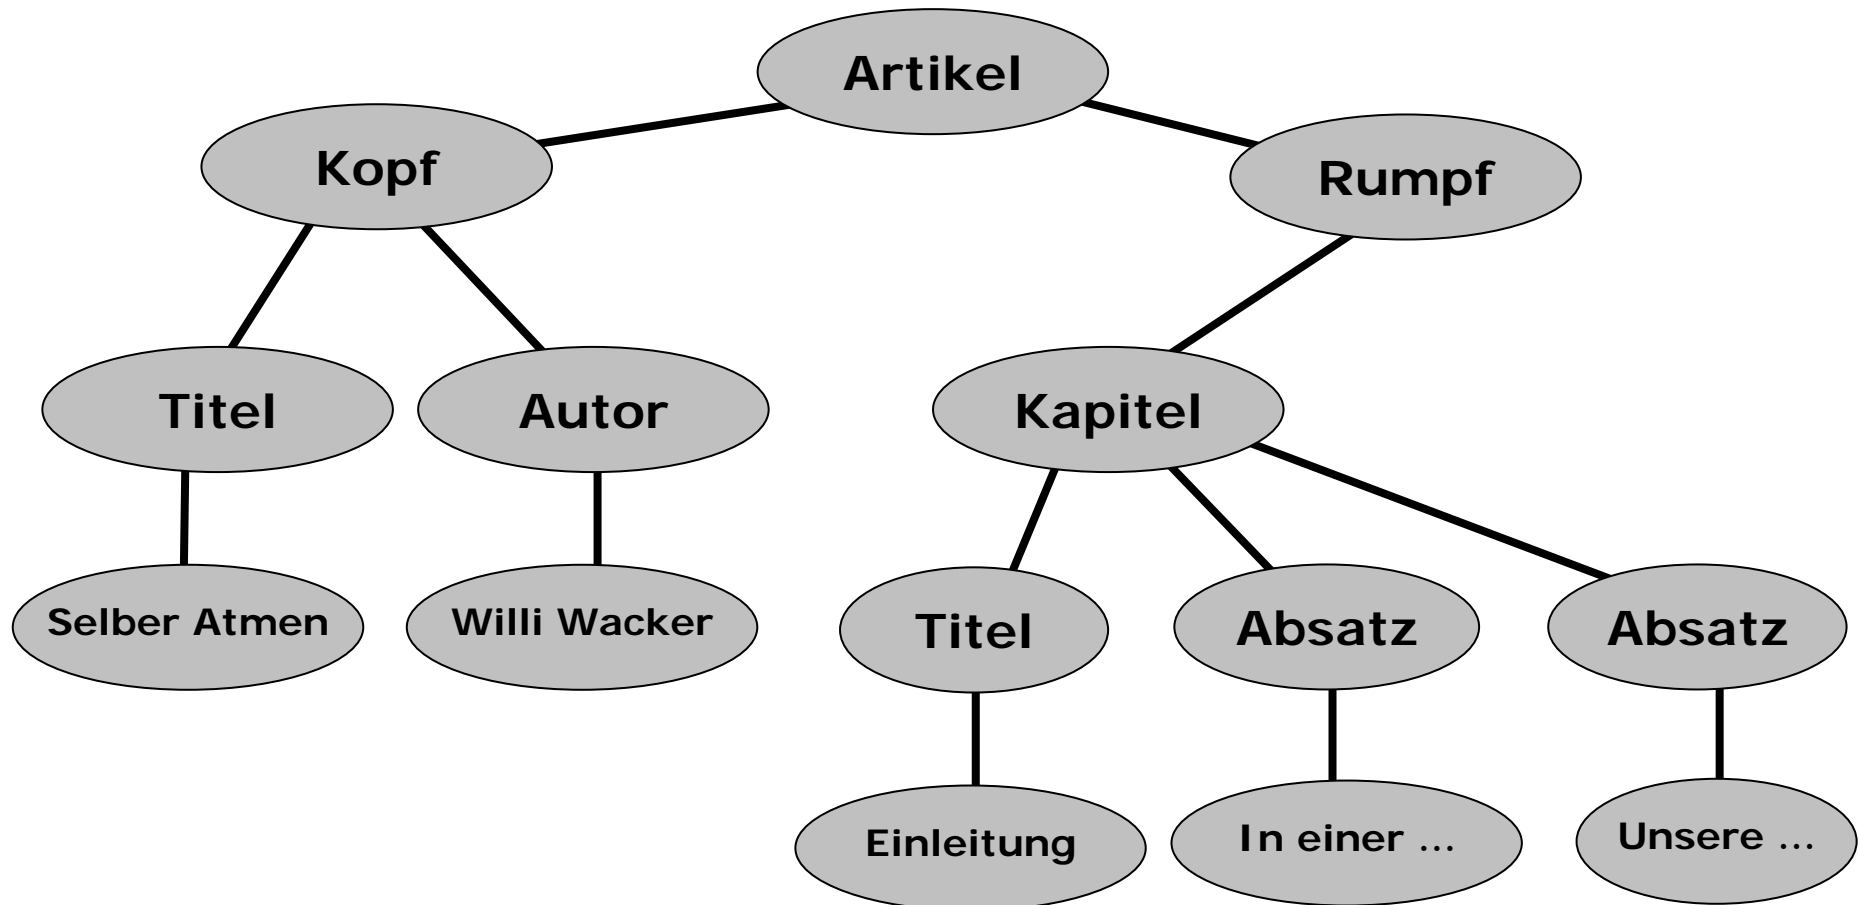 Artikel
Kopf
Rumpf
Titel
Autor
Kapitel
Selber Atmen
Willi Wacker
Titel
Absatz
Absatz
Einleitung
In einer ...
Unsere ...